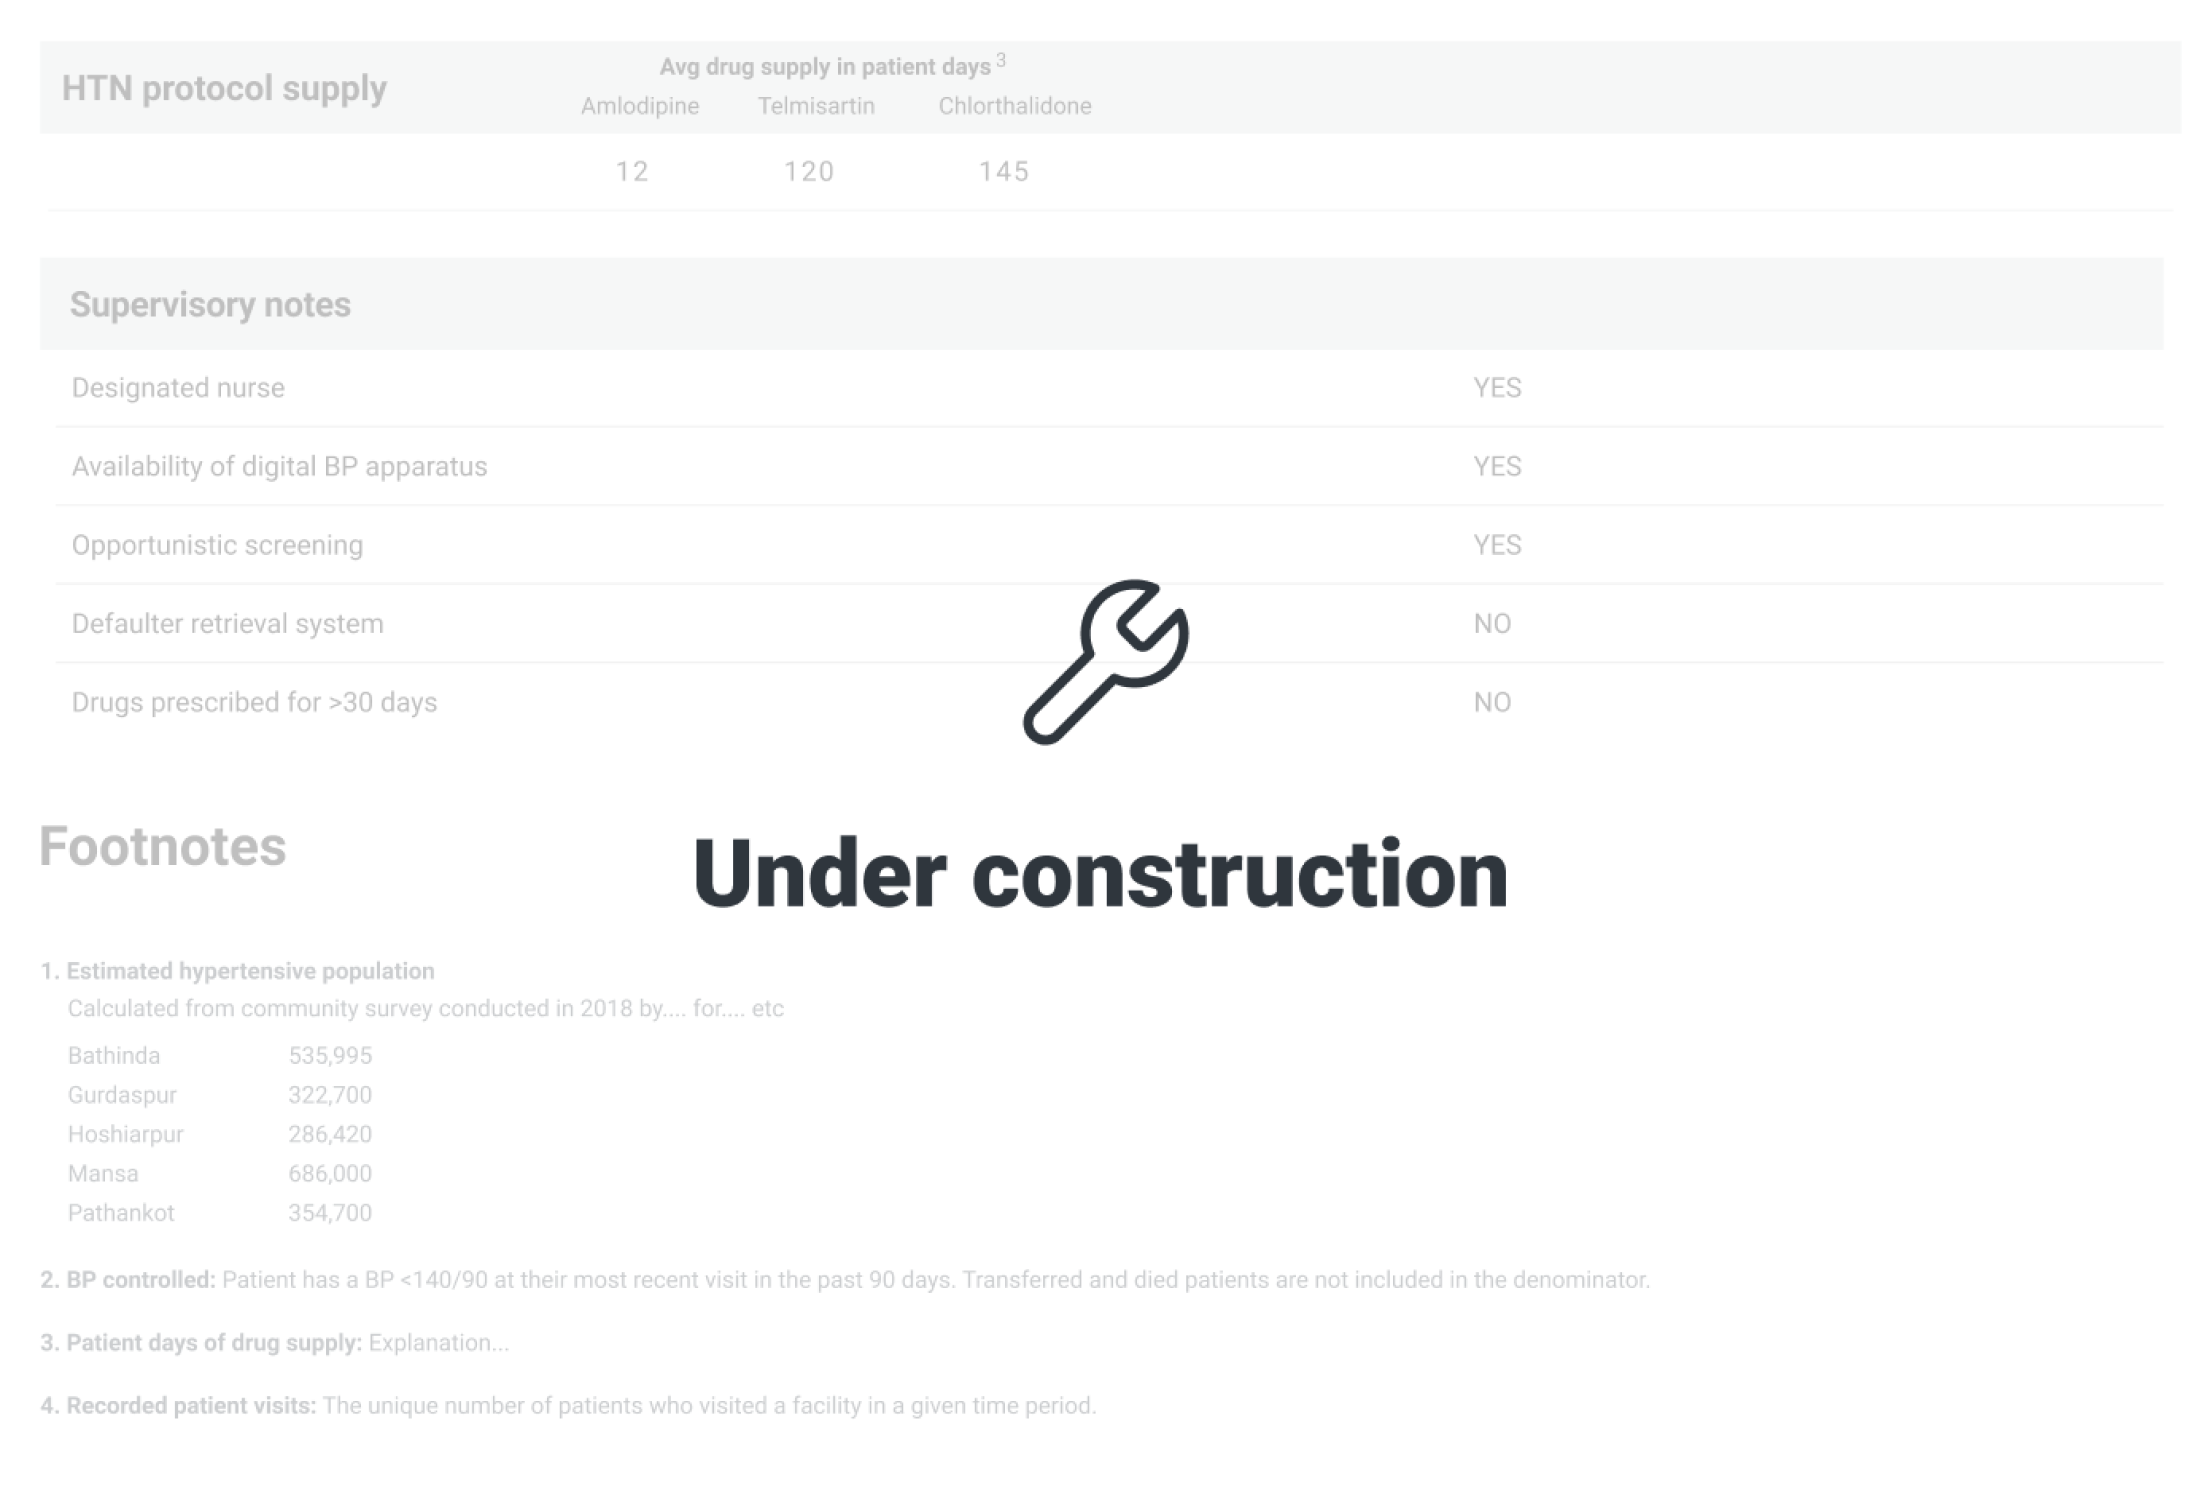 HTN protocol supply
Avg drug supply in patient days 3
Amlodipine Telmisartin Chlorthalidone
12 120 145
Supervisory notes
Designated nurse YES
Availability of digital BP apparatus YES
Opportunistic screening YES
Defaulter retrieval system NO
Drugs prescribed for >30 days NO
Under construction
Footnotes
1. Estimated hypertensive population
Calculated from community survey conducted in 2018 by.... for.... etc
Bathinda 535,995
Gurdaspur 322,700
Hoshiarpur 286,420
Mansa 686,000
Pathankot 354,700
2. BP controlled: Patient has a BP <140/90 at their most recent visit in the past 90 days. Transferred and died patients are not included in the denominator.
3. Patient days of drug supply: Explanation...
4. Recorded patient visits: The unique number of patients who visited a facility in a given time period.